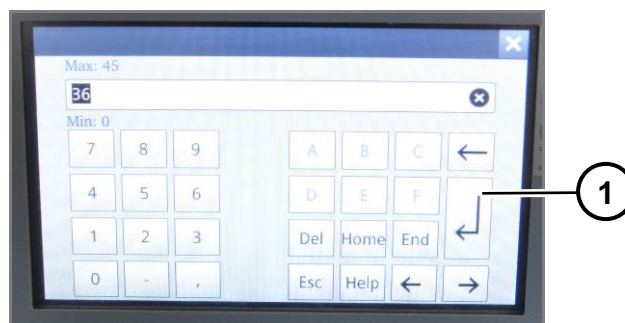 Max: 45
36
Min: 0
7 8 9 A B C ←
4 5 6 D E F ↵
1 2 3 Del Home End
0 - , Esc Help ← →
1